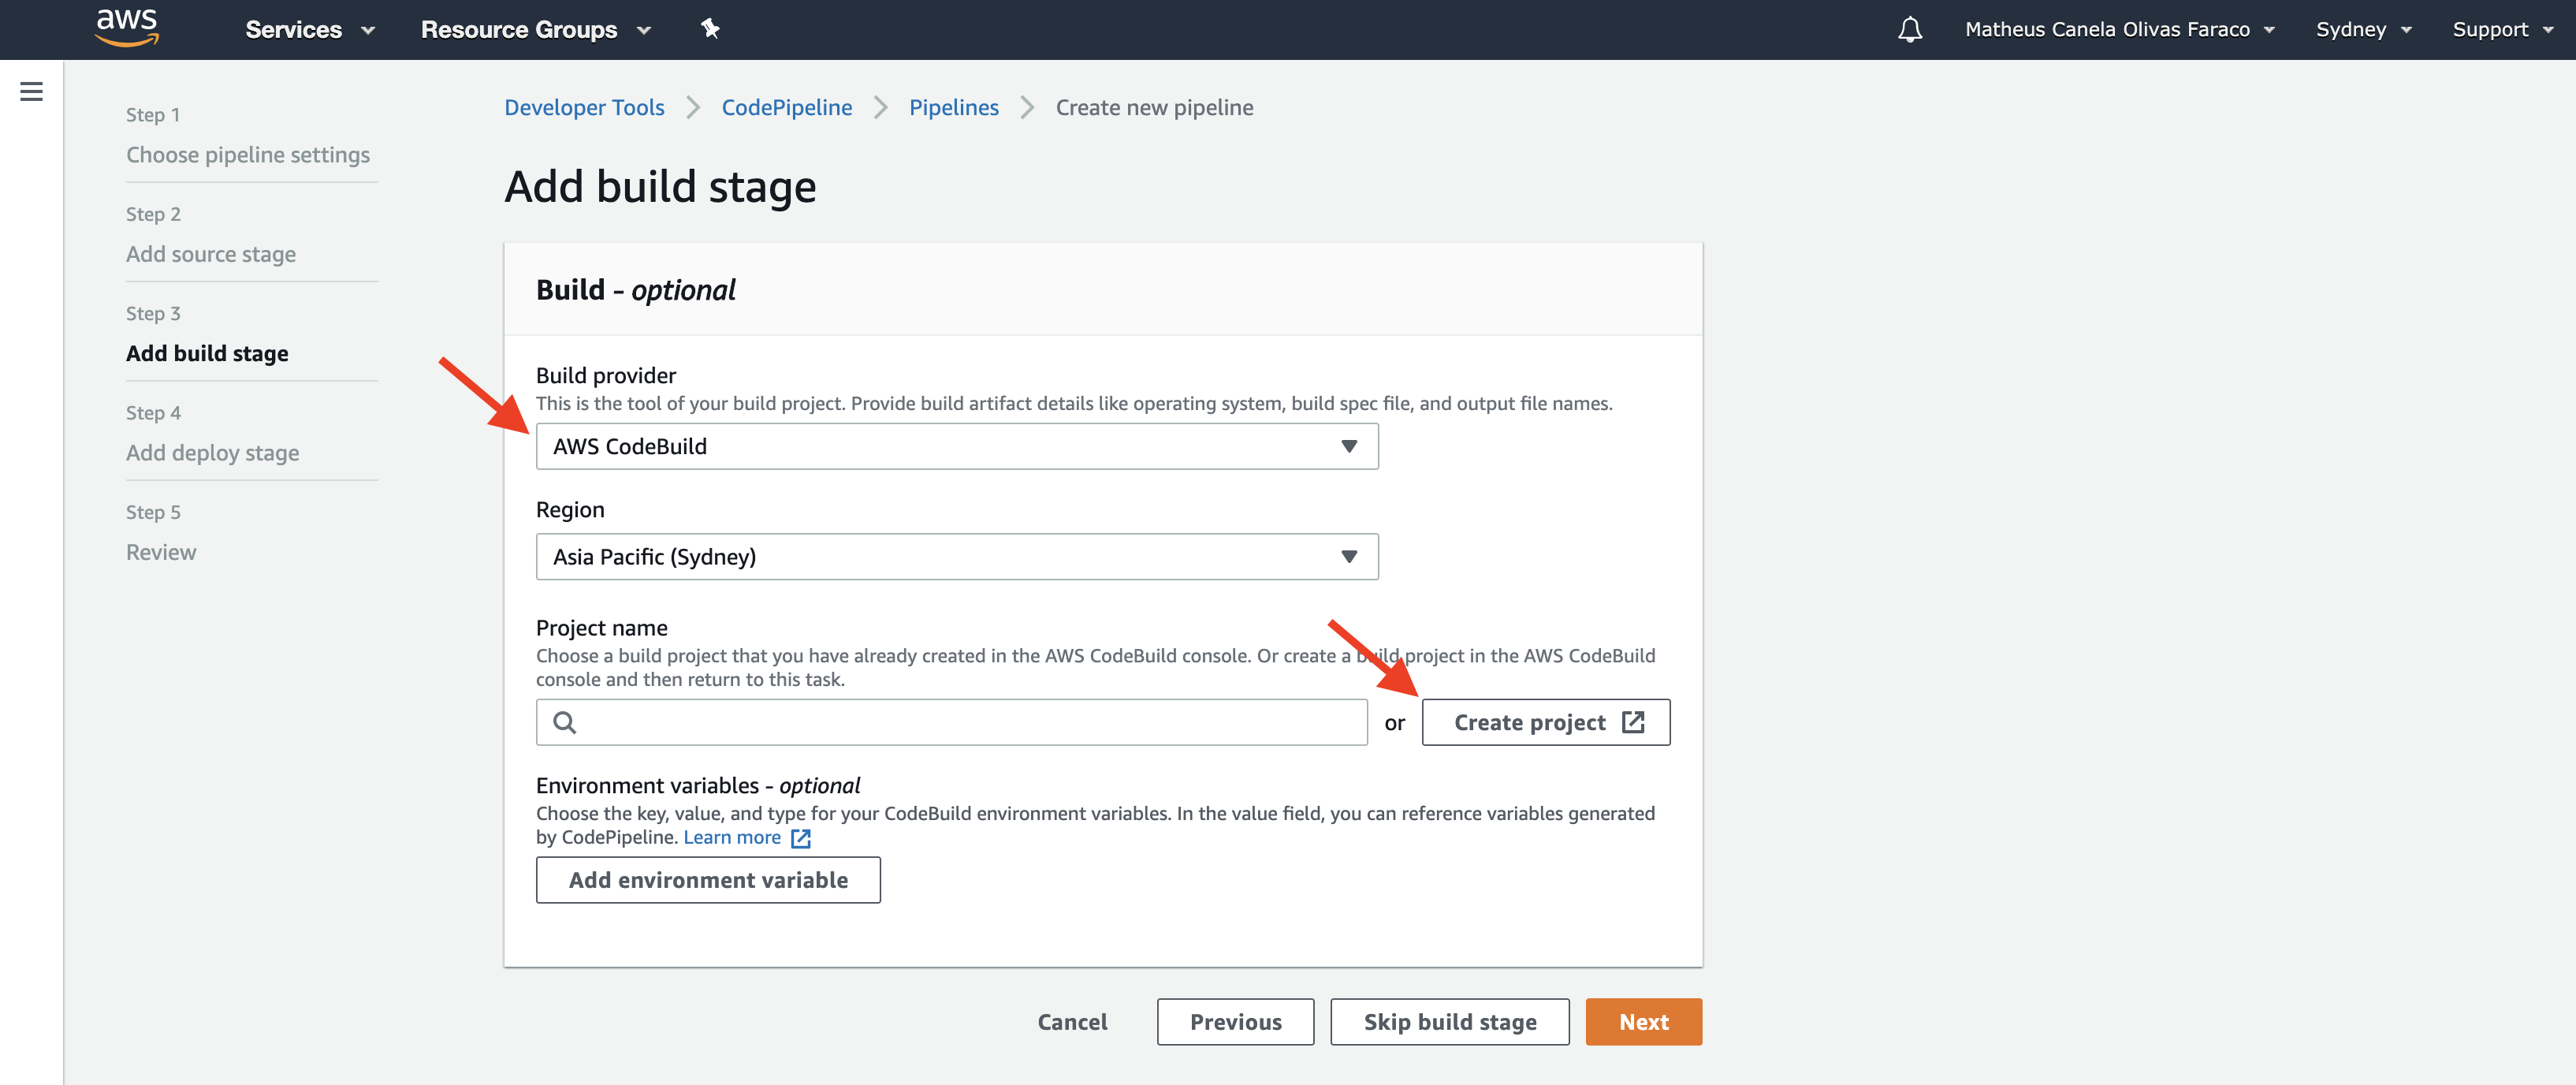 aws
Services
Resource Groups
Matheus Canela Olivas Faraco
Sydney
Support
Step 1
Choose pipeline settings
Step 2
Add source stage
Step 3
Add build stage
Step 4
Add deploy stage
Step 5
Review
Developer Tools
CodePipeline
Pipelines
Create new pipeline
Add build stage
Build - optional
Build provider
This is the tool of your build project. Provide build artifact details like operating system, build spec file, and output file names.
AWS CodeBuild
Region
Asia Pacific (Sydney)
Project name
Choose a build project that you have already created in the AWS CodeBuild console. Or create a build project in the AWS CodeBuild
console and then return to this task.
or
Create project
Environment variables - optional
Choose the key, value, and type for your CodeBuild environment variables. In the value field, you can reference variables generated
by CodePipeline. Learn more
Add environment variable
Cancel
Previous
Skip build stage
Next